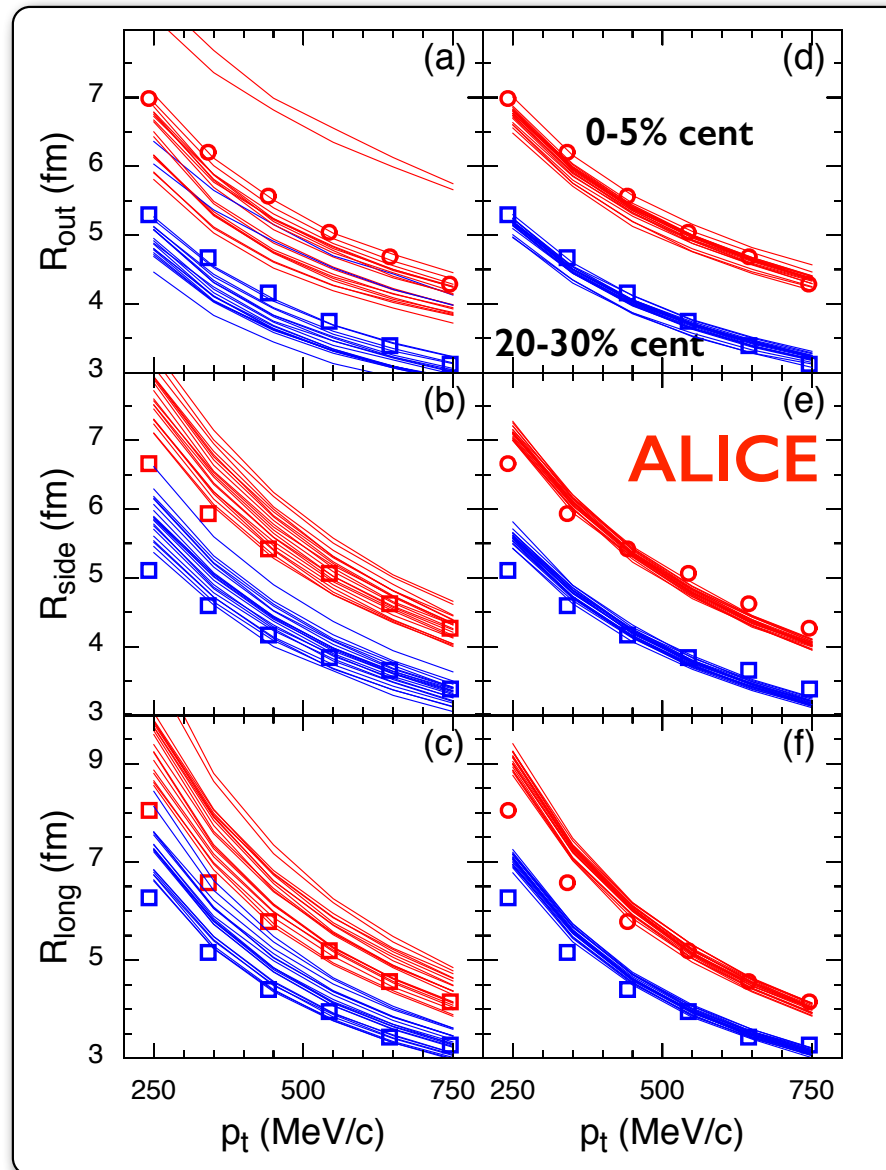 (a)
(d)
7
0-5% cent
6
R_out (fm)
5
4
20-30% cent
3
(b)
(e)
7
ALICE
6
R_side (fm)
5
4
3
(c)
(f)
9
7
R_long (fm)
5
3
250 500 750 250 500 750
p_t (MeV/c) p_t (MeV/c)